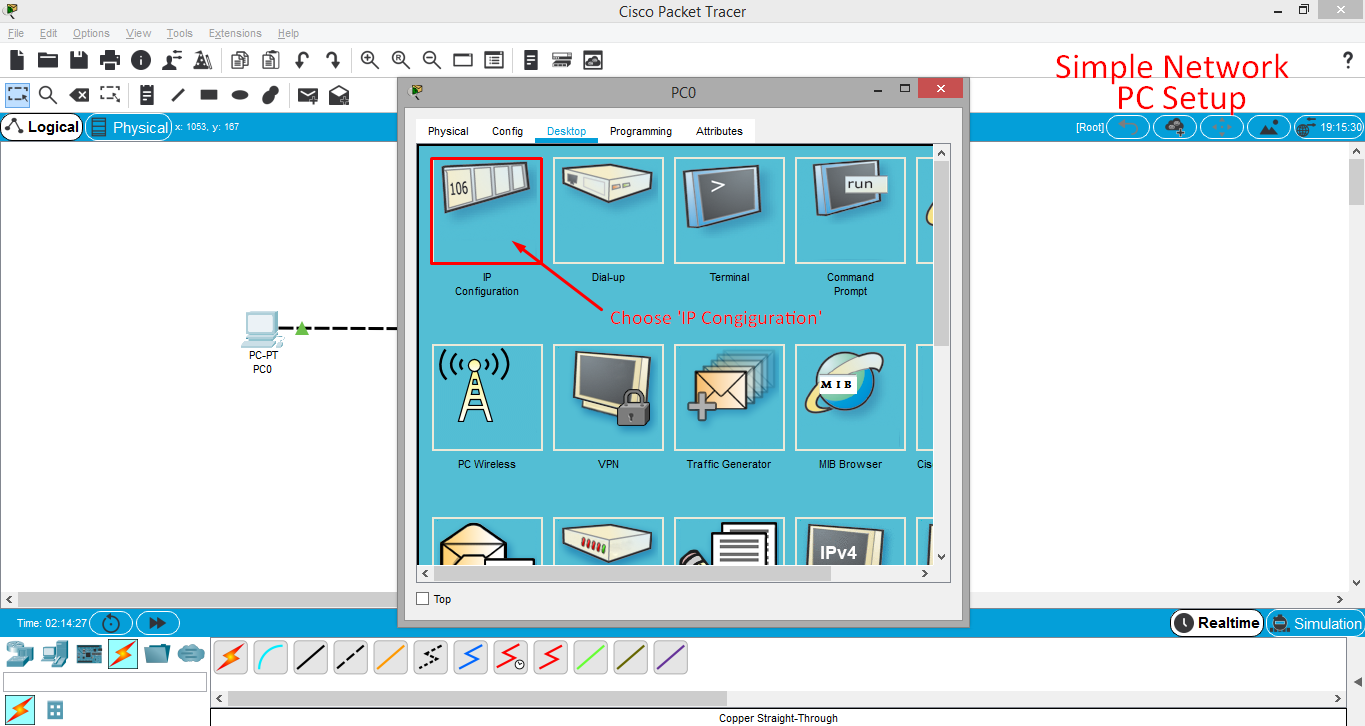 Cisco Packet Tracer
File Edit Options View Tools Extensions Help
Simple Network
PC Setup
PC0
Logical
Physical
x: 1053, y: 167
[Root]
19:15:30
Physical Config Desktop Programming Attributes
106
>
run
IP
Configuration
Dial-up
Terminal
Command
Prompt
Choose 'IP Congiguration'
PC-PT
PC0
MIB
PC Wireless
VPN
Traffic Generator
MIB Browser
Cis
IPv4
Top
Time: 02:14:27
Realtime
Simulation
Copper Straight-Through